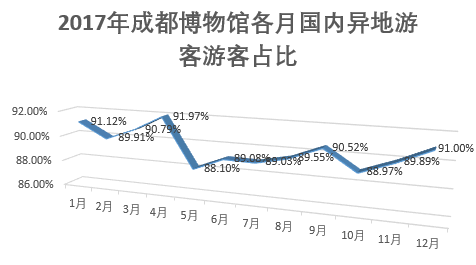 2017年成都博物馆各月国内异地游
客游客占比
92.00%
90.00%
88.00%
86.00%
91.12%
89.91%
90.79%
91.97%
88.10%
89.08%
89.03%
89.55%
90.52%
88.97%
89.89%
91.00%
1月
2月
3月
4月
5月
6月
7月
8月
9月
10月
11月
12月